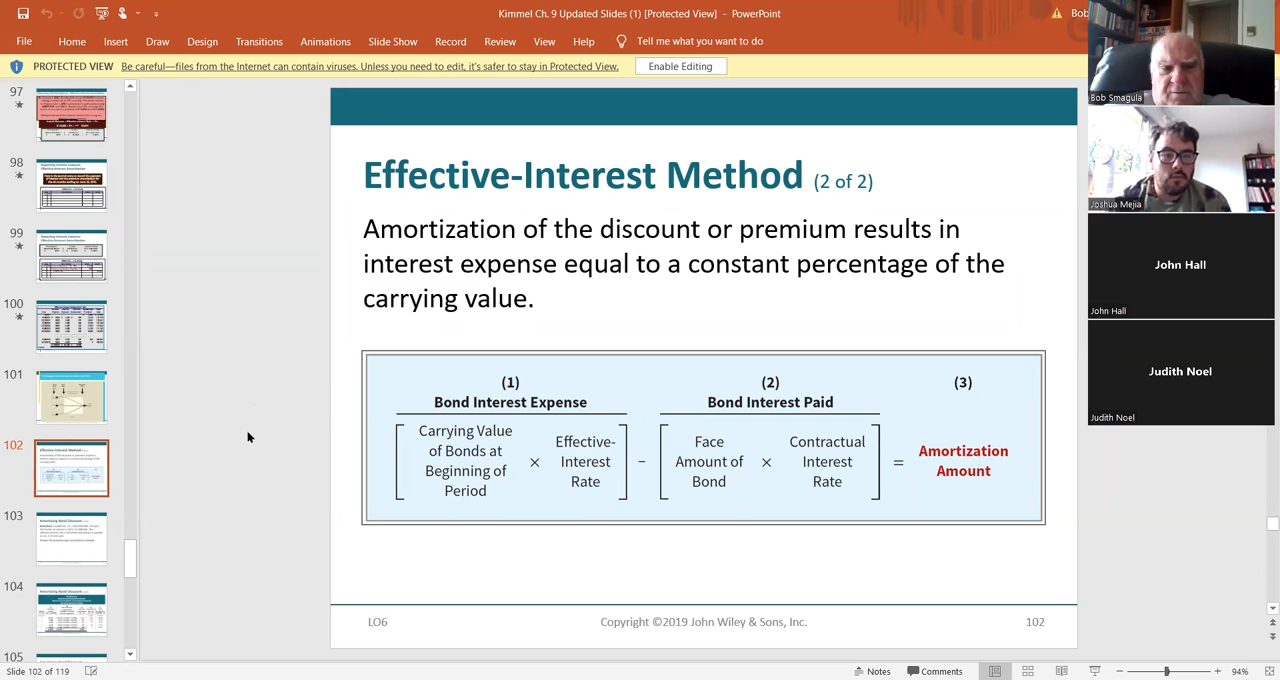 Kimmel Ch. 9 Updated Slides (1) [Protected View] - PowerPoint
Bob
File Home Insert Draw Design Transitions Animations Slide Show Record Review View Help Tell me what you want to do
PROTECTED VIEW Be careful—files from the Internet can contain viruses. Unless you need to edit, it's safer to stay in Protected View. Enable Editing
97
98
99
100
101
102
103
104
105
Effective-Interest Method (2 of 2)
Amortization of the discount or premium results in
interest expense equal to a constant percentage of the
carrying value.
(1)
Bond Interest Expense
Carrying Value
of Bonds at
Beginning of
Period
×
Effective-
Interest
Rate
−
(2)
Bond Interest Paid
Face
Amount of
Bond
×
Contractual
Interest
Rate
=
(3)
Amortization
Amount
LO6 Copyright ©2019 John Wiley & Sons, Inc. 102
Bob Smagula
Joshua Mejia
John Hall
John Hall
Judith Noel
Judith Noel
Slide 102 of 119 Notes Comments 94%